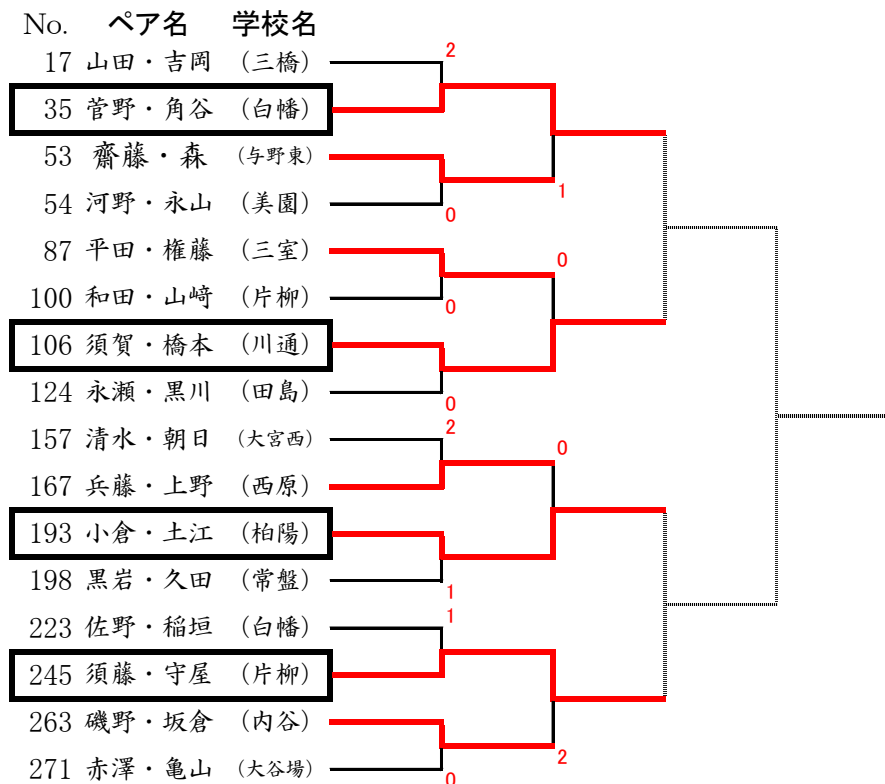 No. ペア名 学校名
17 山田・吉岡 (三橋) 2
35 菅野・角谷 (白幡)
53 齋藤・森 (与野東)
1
54 河野・永山 (美園) 0
87 平田・権藤 (三室) 0
100 和田・山﨑 (片柳) 0
106 須賀・橋本 (川通)
124 永瀬・黒川 (田島) 0
157 清水・朝日 (大宮西) 2 0
167 兵藤・上野 (西原)
193 小倉・土江 (柏陽)
198 黒岩・久田 (常盤) 1
223 佐野・稲垣 (白幡) 1
245 須藤・守屋 (片柳)
263 磯野・坂倉 (内谷) 2
271 赤澤・亀山 (大谷場) 0